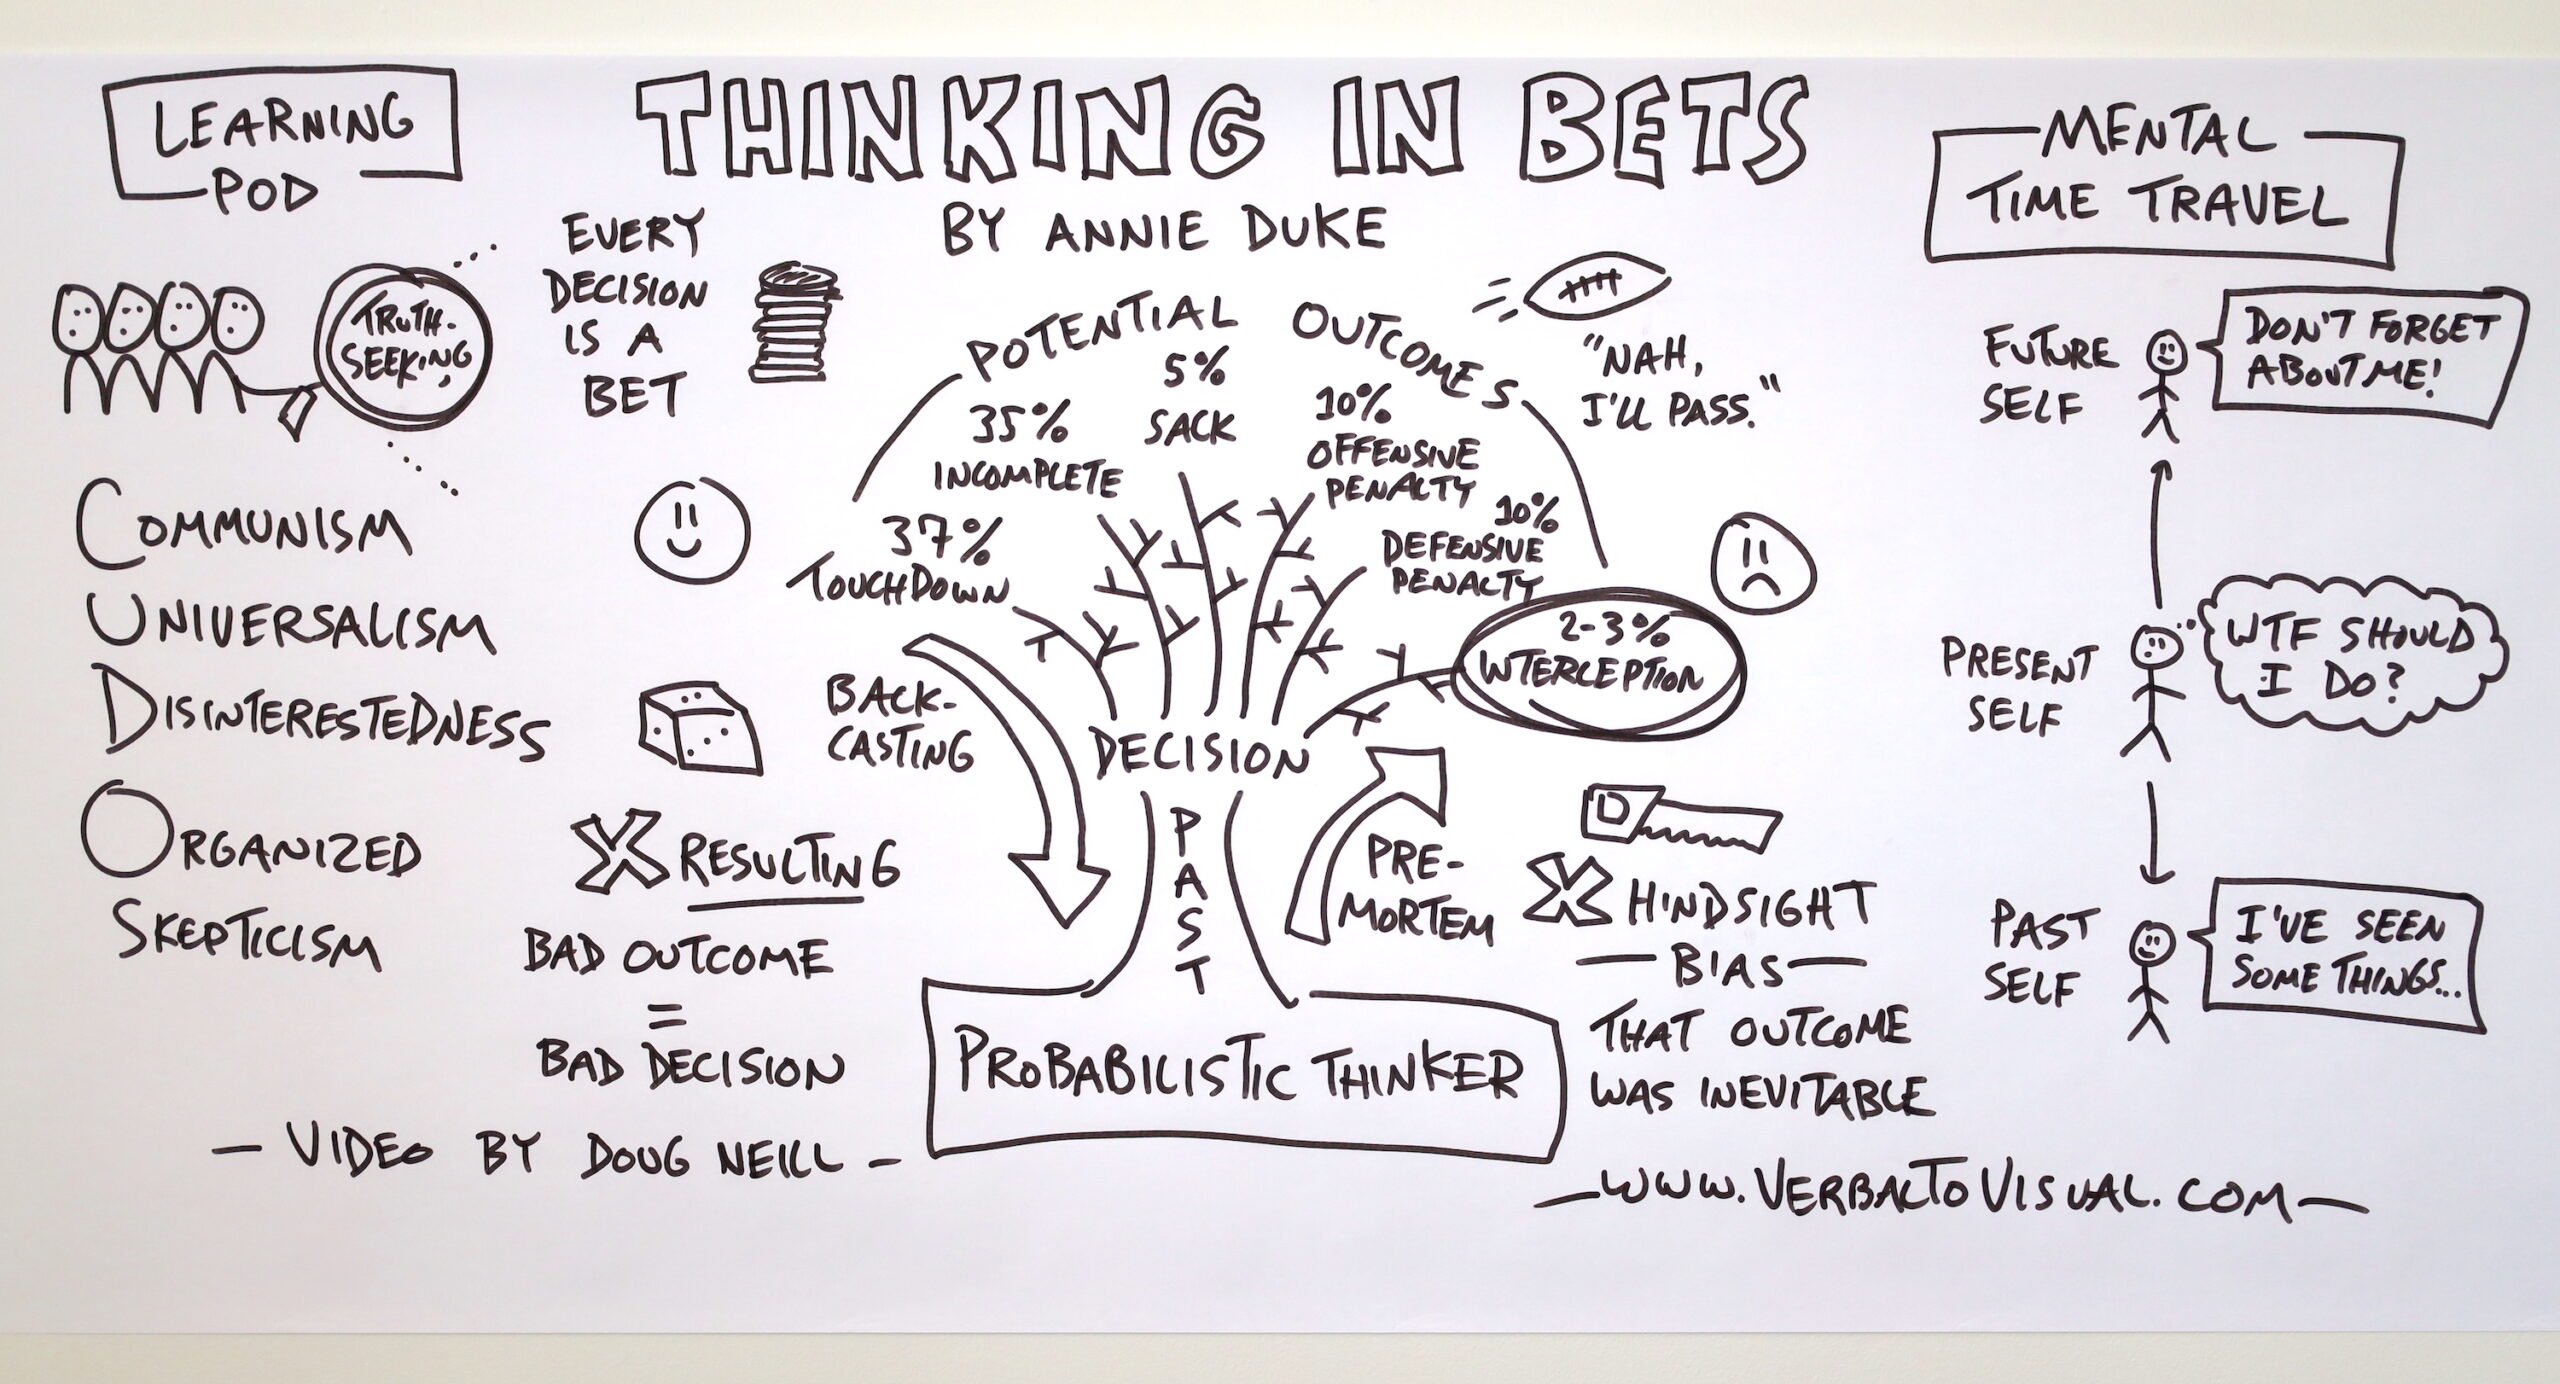 LEARNING
POD
TRUTH-
SEEKING
COMMUNISM
UNIVERSALISM
DISINTERESTEDNESS
ORGANIZED
SKEPTICISM
THINKING IN BETS
BY ANNIE DUKE
EVERY
DECISION
IS A
BET
POTENTIAL OUTCOMES
37%
TOUCHDOWN
35%
INCOMPLETE
5%
SACK
10%
OFFENSIVE
PENALTY
10%
DEFENSIVE
PENALTY
2-3%
INTERCEPTION
"NAH,
I'LL PASS."
BACK-
CASTING
DECISION
PAST
PRE-
MORTEM
PROBABILISTIC THINKER
X RESULTING
BAD OUTCOME
=
BAD DECISION
X HINDSIGHT
— BIAS —
THAT OUTCOME
WAS INEVITABLE
MENTAL
TIME TRAVEL
FUTURE
SELF
DON'T FORGET
ABOUT ME!
PRESENT
SELF
WTF SHOULD
I DO?
PAST
SELF
I'VE SEEN
SOME THINGS...
— VIDEO BY DOUG NEILL —
— WWW.VERBALTOVISUAL.COM —